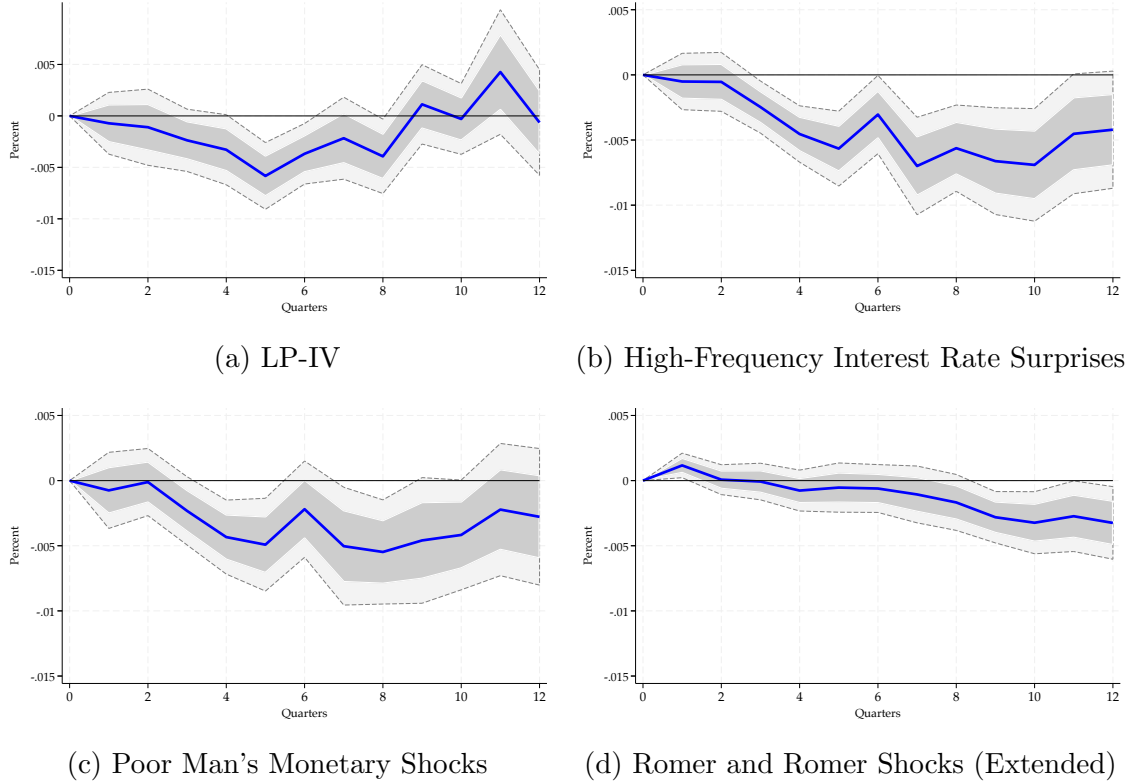 .005
0
-.005
-.01
-.015
Percent
0 2 4 6 8 10 12
Quarters
(a) LP-IV
.005
0
-.005
-.01
-.015
Percent
0 2 4 6 8 10 12
Quarters
(b) High-Frequency Interest Rate Surprises
.005
0
-.005
-.01
-.015
Percent
0 2 4 6 8 10 12
Quarters
(c) Poor Man's Monetary Shocks
.005
0
-.005
-.01
-.015
Percent
0 2 4 6 8 10 12
Quarters
(d) Romer and Romer Shocks (Extended)